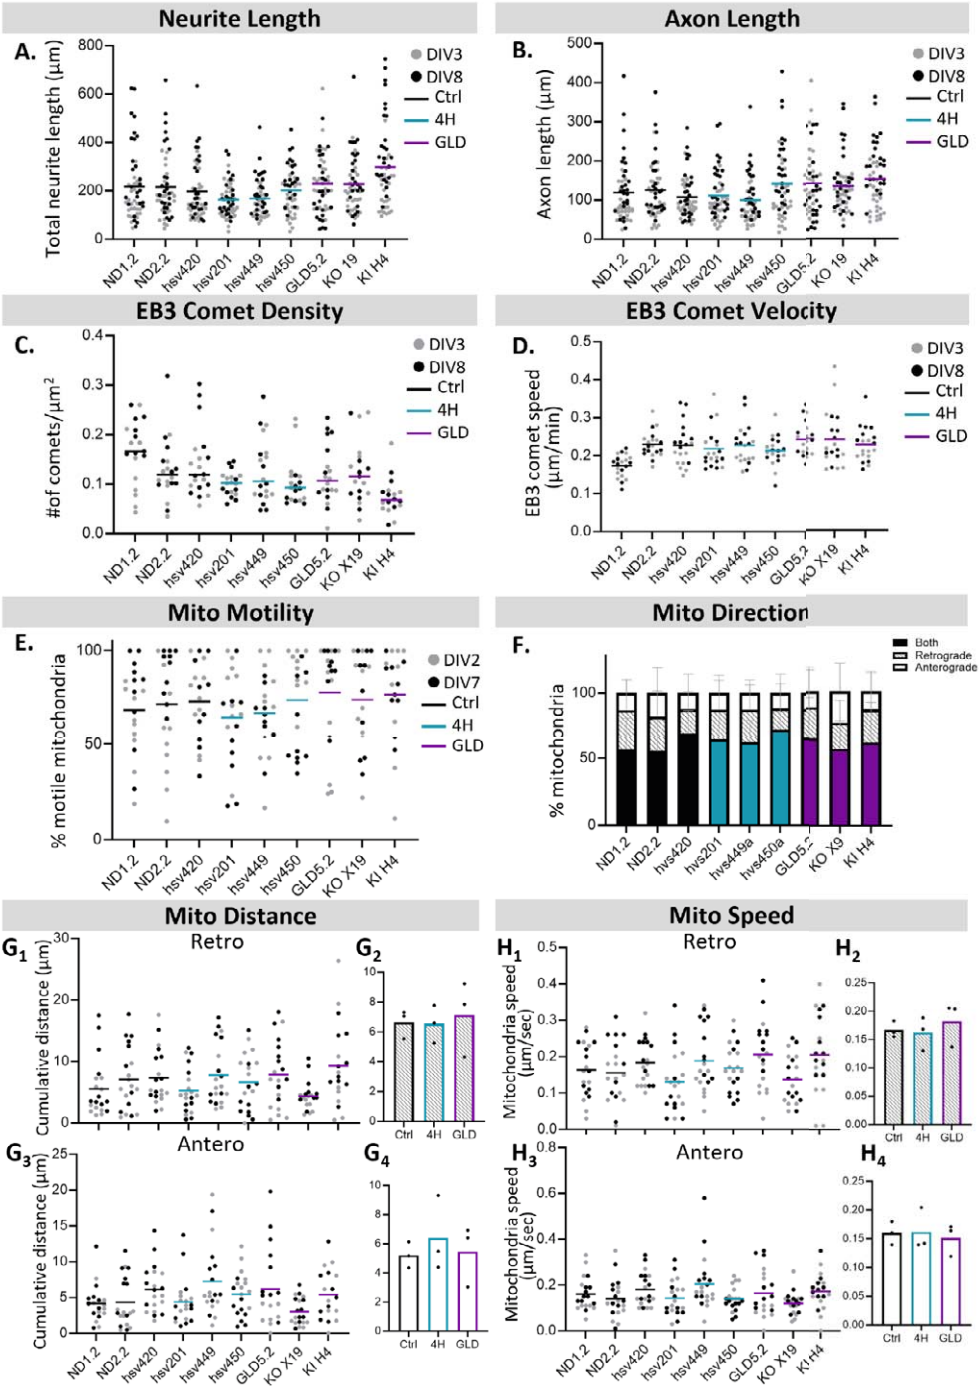 Neurite Length
Axon Length
A.
Total neurite length (µm)
800
600
400
200
0
DIV3
DIV8
Ctrl
4H
GLD
ND1.2
ND2.2
hsv420
hsv201
hsv449
hsv450
GLD5.2
KO 19
KI H4
B.
Axon length (µm)
500
400
300
200
100
0
DIV3
DIV8
Ctrl
4H
GLD
ND1.2
ND2.2
hsv420
hsv201
hsv449
hsv450
GLD5.2
KO 19
KI H4
EB3 Comet Density
EB3 Comet Velocity
C.
#of comets/µm²
0.4
0.3
0.2
0.1
0.0
DIV3
DIV8
Ctrl
4H
GLD
ND1.2
ND2.2
hsv420
hsv201
hsv449
hsv450
GLD5.2
KO X19
KI H4
D.
EB3 comet speed
(µm/min)
0.5
0.4
0.3
0.2
0.1
0.0
DIV3
DIV8
Ctrl
4H
GLD
ND1.2
ND2.2
hsv420
hsv201
hsv449
hsv450
GLD5.2
KO X19
KI H4
Mito Motility
Mito Direction
E.
% motile mitochondria
100
50
0
DIV2
DIV7
Ctrl
4H
GLD
ND1.2
ND2.2
hsv420
hsv201
hsv449
hsv450
GLD5.2
KO X19
KI H4
F.
% mitochondria
100
50
0
Both
Retrograde
Anterograde
ND1.2
ND2.2
hvs420
hvs201
hvs449a
hvs450a
GLD5.2
KO X9
KI H4
Mito Distance
Mito Speed
G1
Retro
Cumulative distance (µm)
30
20
10
0
G2
10
8
6
4
2
0
Ctrl
4H
GLD
H1
Retro
Mitochondria speed
(µm/sec)
0.5
0.4
0.3
0.2
0.1
0.0
H2
0.25
0.20
0.15
0.10
0.05
0.00
Ctrl
4H
GLD
G3
Antero
Cumulative distance (µm)
25
20
15
10
5
0
ND1.2
ND2.2
hsv420
hsv201
hsv449
hsv450
GLD5.2
KO X19
KI H4
G4
10
8
6
4
2
0
Ctrl
4H
GLD
H3
Antero
Mitochondria speed
(µm/sec)
0.8
0.6
0.4
0.2
0.0
ND1.2
ND2.2
hsv420
hsv201
hsv449
hsv450
GLD5.2
KO X19
KI H4
H4
0.25
0.20
0.15
0.10
0.05
0.00
Ctrl
4H
GLD